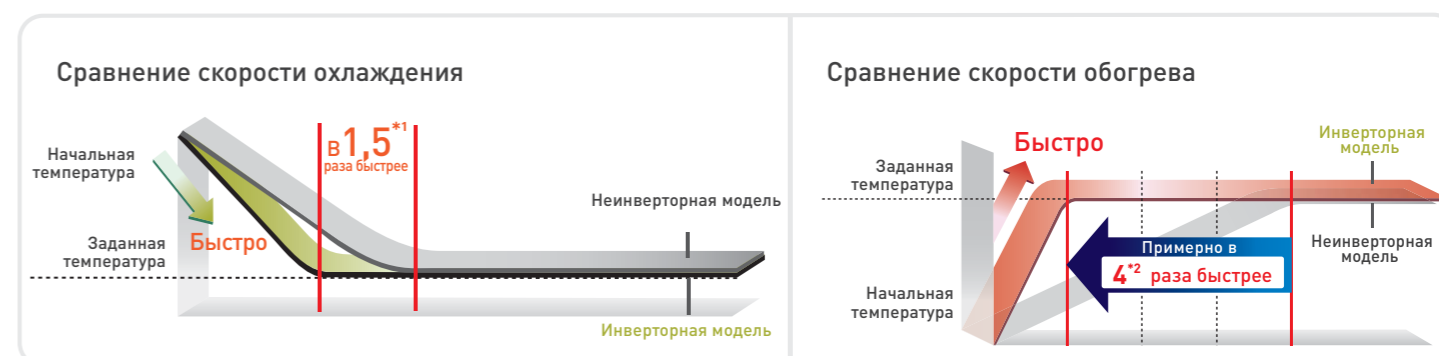 Сравнение скорости охлаждения
Начальная
температура
в 1,5*1
раза быстрее
Быстро
Заданная
температура
Неинверторная модель
Инверторная модель
Сравнение скорости обогрева
Быстро
Инверторная
модель
Заданная
температура
Неинверторная
модель
Примерно в
4*2 раза быстрее
Начальная
температура